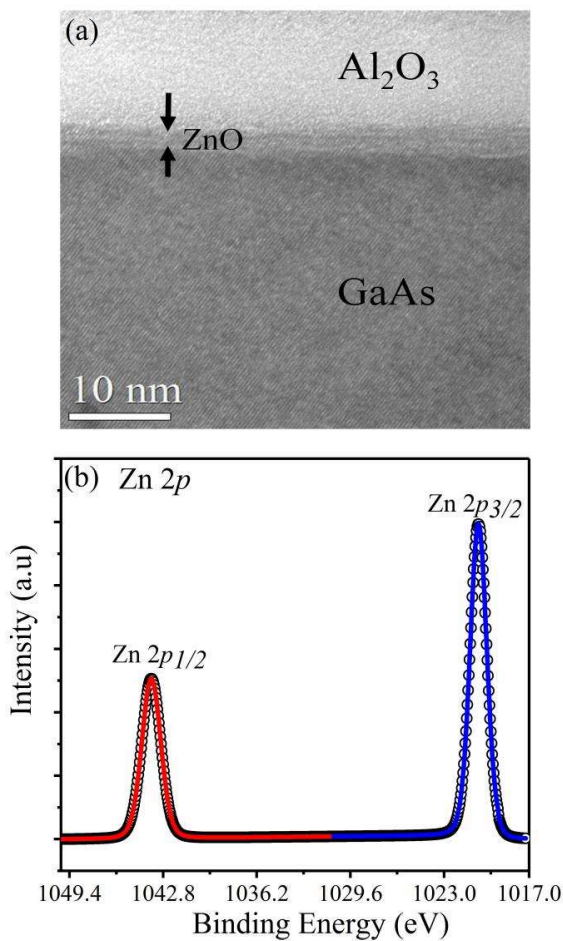 (a)
Al₂O₃
ZnO
GaAs
10 nm
(b) Zn 2p
Zn 2p3/2
Zn 2p1/2
Intensity (a.u)
1049.4 1042.8 1036.2 1029.6 1023.0 1017.0
Binding Energy (eV)